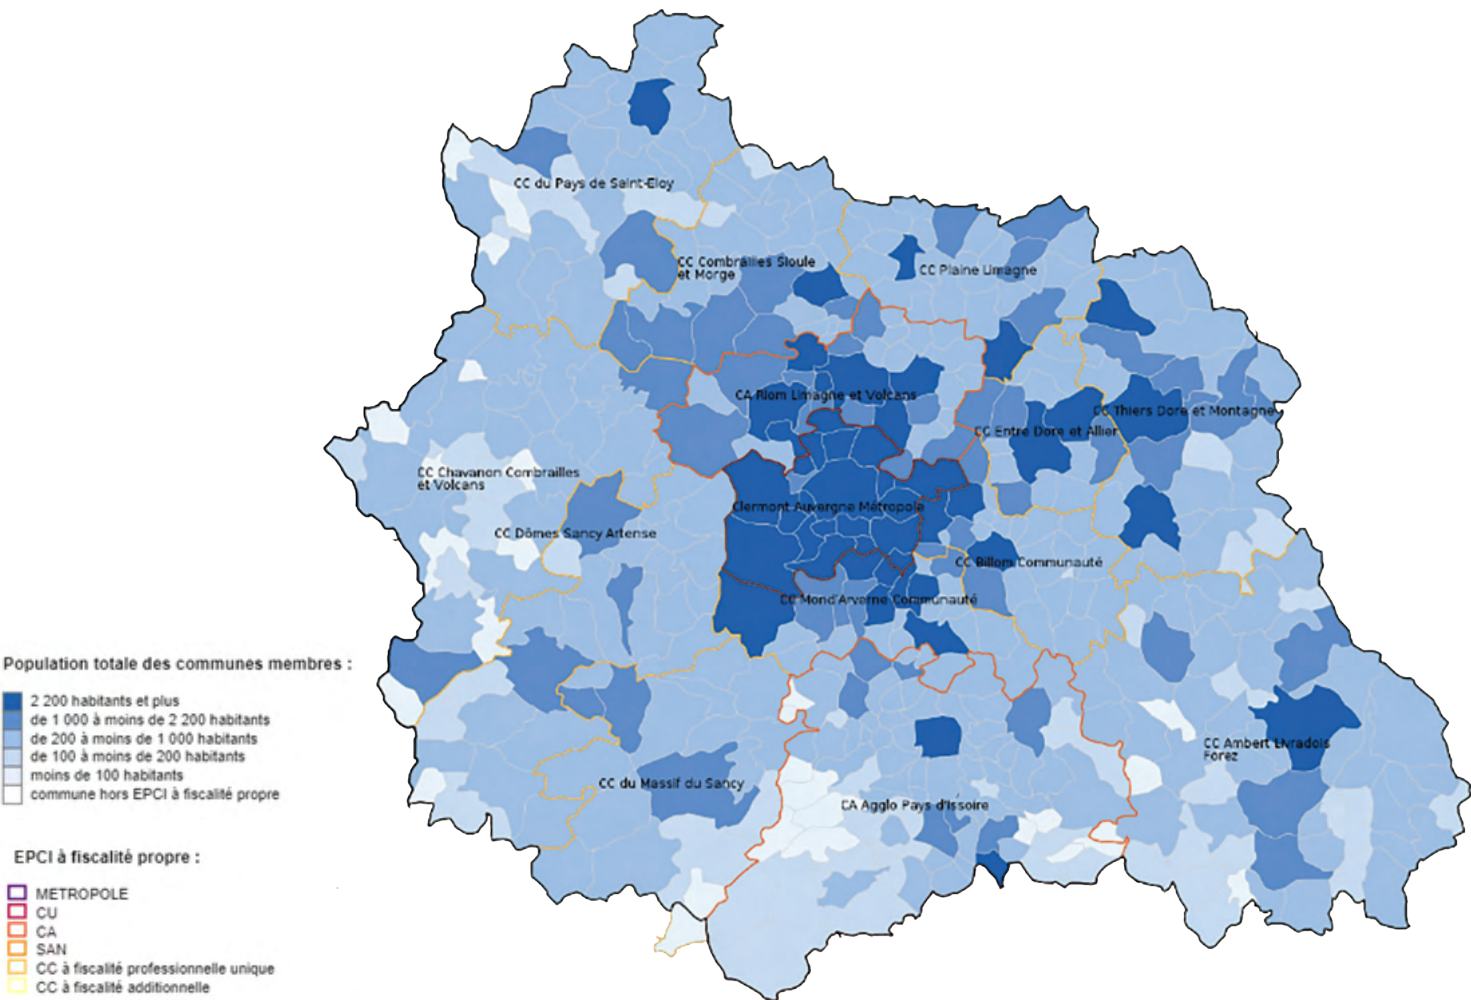 CC du Pays de Saint-Eloy
CC Combrailles Sioule
et Morge
CC Plaine Limagne
CA Riom Limagne et Volcans
CC Thiers Dore et Montagne
CC Entre Dore et Allier
CC Chavanon Combrailles
et Volcans
Clermont Auvergne Métropole
CC Dômes Sancy Artense
CC Billom Communauté
CC Mond'Arverne Communauté
CC Ambert Livradois
Forez
CC du Massif du Sancy
CA Agglo Pays d'Issoire
Population totale des communes membres :
2 200 habitants et plus
de 1 000 à moins de 2 200 habitants
de 200 à moins de 1 000 habitants
de 100 à moins de 200 habitants
moins de 100 habitants
commune hors EPCI à fiscalité propre
EPCI à fiscalité propre :
METROPOLE
CU
CA
SAN
CC à fiscalité professionnelle unique
CC à fiscalité additionnelle